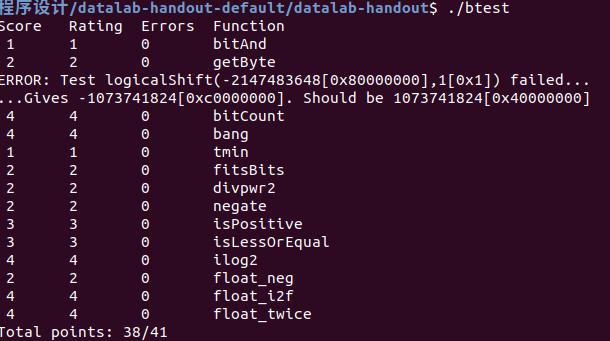 程序设计/datalab-handout-default/datalab-handout$ ./btest
Score Rating Errors Function
1 1 0 bitAnd
2 2 0 getByte
ERROR: Test logicalShift(-2147483648[0x80000000],1[0x1]) failed...
...Gives -1073741824[0xc0000000]. Should be 1073741824[0x40000000]
4 4 0 bitCount
4 4 0 bang
1 1 0 tmin
2 2 0 fitsBits
2 2 0 divpwr2
2 2 0 negate
3 3 0 isPositive
3 3 0 isLessOrEqual
4 4 0 ilog2
2 2 0 float_neg
4 4 0 float_i2f
4 4 0 float_twice
Total points: 38/41